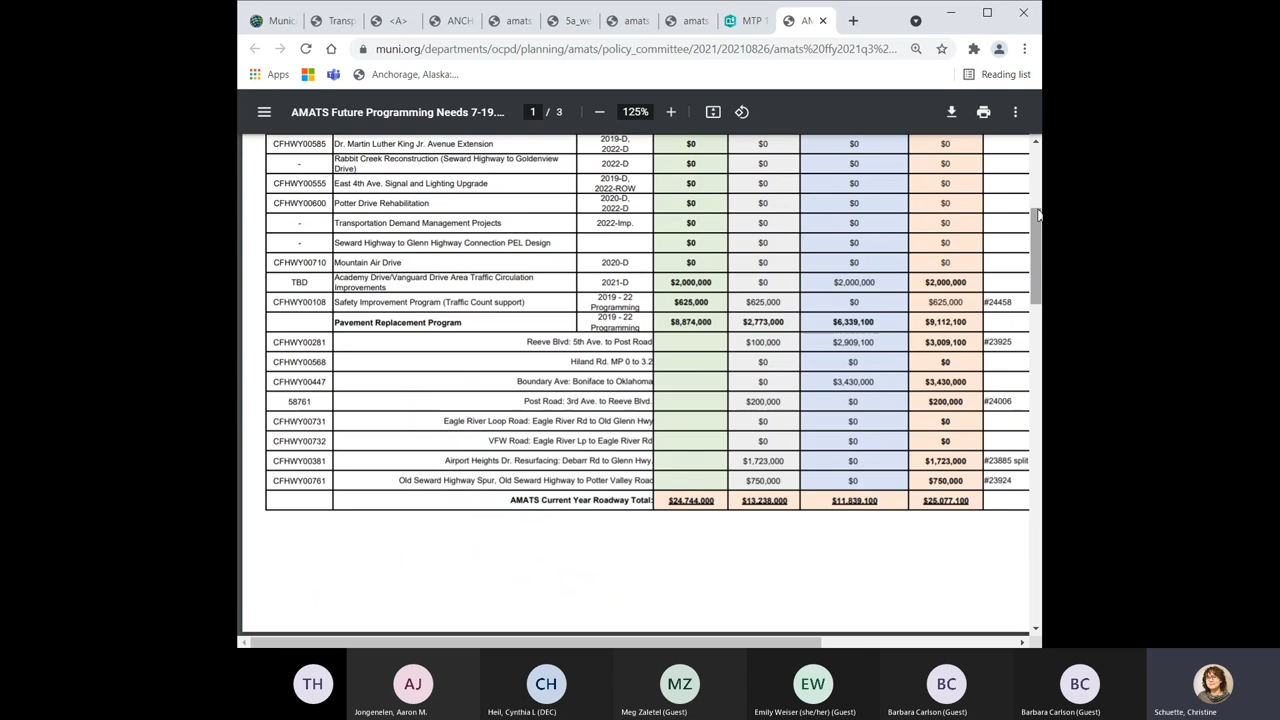 Munic
Transp
<A>
ANCH
amats
5a_we
amats
amats
MTP 1
AM
muni.org/departments/ocpd/planning/amats/policy_committee/2021/20210826/amats%20ffy2021q3%2...
Apps
Anchorage, Alaska:...
Reading list
AMATS Future Programming Needs 7-19... 1 / 3 125%
CFHWY00585 Dr. Martin Luther King Jr. Avenue Extension 2019-D, 2022-D $0 $0 $0 $0
- Rabbit Creek Reconstruction (Seward Highway to Goldenview Drive) 2022-D $0 $0 $0 $0
CFHWY00555 East 4th Ave. Signal and Lighting Upgrade 2019-D, 2022-ROW $0 $0 $0 $0
CFHWY00600 Potter Drive Rehabilitation 2020-D, 2022-D $0 $0 $0 $0
- Transportation Demand Management Projects 2022-Imp. $0 $0 $0 $0
- Seward Highway to Glenn Highway Connection PEL Design $0 $0 $0 $0
CFHWY00710 Mountain Air Drive 2020-D $0 $0 $0 $0
TBD Academy Drive/Vanguard Drive Area Traffic Circulation Improvements 2021-D $2,000,000 $0 $2,000,000 $2,000,000
CFHWY00108 Safety Improvement Program (Traffic Count support) 2019 - 22 Programming $625,000 $625,000 $0 $625,000 #24458
Pavement Replacement Program 2019 - 22 Programming $8,874,000 $2,773,000 $6,339,100 $9,112,100
CFHWY00281 Reeve Blvd: 5th Ave. to Post Road $100,000 $2,909,100 $3,009,100 #23925
CFHWY00568 Hiland Rd. MP 0 to 3.2 $0 $0 $0
CFHWY00447 Boundary Ave: Boniface to Oklahoma $0 $3,430,000 $3,430,000
58761 Post Road: 3rd Ave. to Reeve Blvd. $200,000 $0 $200,000 #24006
CFHWY00731 Eagle River Loop Road: Eagle River Rd to Old Glenn Hwy $0 $0 $0
CFHWY00732 VFW Road: Eagle River Lp to Eagle River Rd $0 $0 $0
CFHWY00381 Airport Heights Dr. Resurfacing: Debarr Rd to Glenn Hwy. $1,723,000 $0 $1,723,000 #23885 split
CFHWY00761 Old Seward Highway Spur, Old Seward Highway to Potter Valley Road $750,000 $0 $750,000 #23924
AMATS Current Year Roadway Total: $24,744,000 $13,238,000 $11,839,100 $25,077,100
TH
AJ
CH
MZ
EW
BC
BC
Jongenelen, Aaron M.
Heil, Cynthia L (DEC)
Meg Zaletel (Guest)
Emily Weiser (she/her) (Guest)
Barbara Carlson (Guest)
Barbara Carlson (Guest)
Schuette, Christine